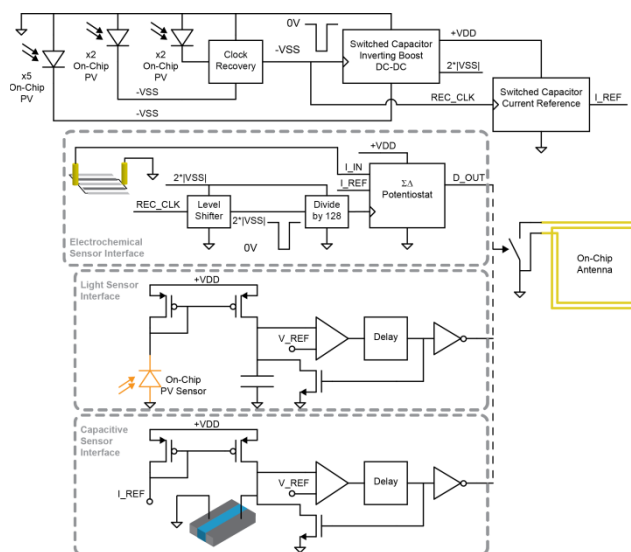 0V
+VDD
x5
On-Chip
PV
x2
On-Chip
PV
x2
On-Chip
PV
Clock
Recovery
-VSS
-VSS
-VSS
Switched Capacitor
Inverting Boost
DC-DC
2*|VSS|
REC_CLK
Switched Capacitor
Current Reference
I_REF
Electrochemical
Sensor Interface
REC_CLK
2*|VSS|
Level
Shifter
2*|VSS|
0V
Divide
by 128
+VDD
I_IN
I_REF
ΣΔ
Potentiostat
D_OUT
On-Chip
Antenna
Light Sensor
Interface
+VDD
On-Chip
PV Sensor
V_REF
Delay
Capacitive
Sensor
Interface
+VDD
I_REF
V_REF
Delay